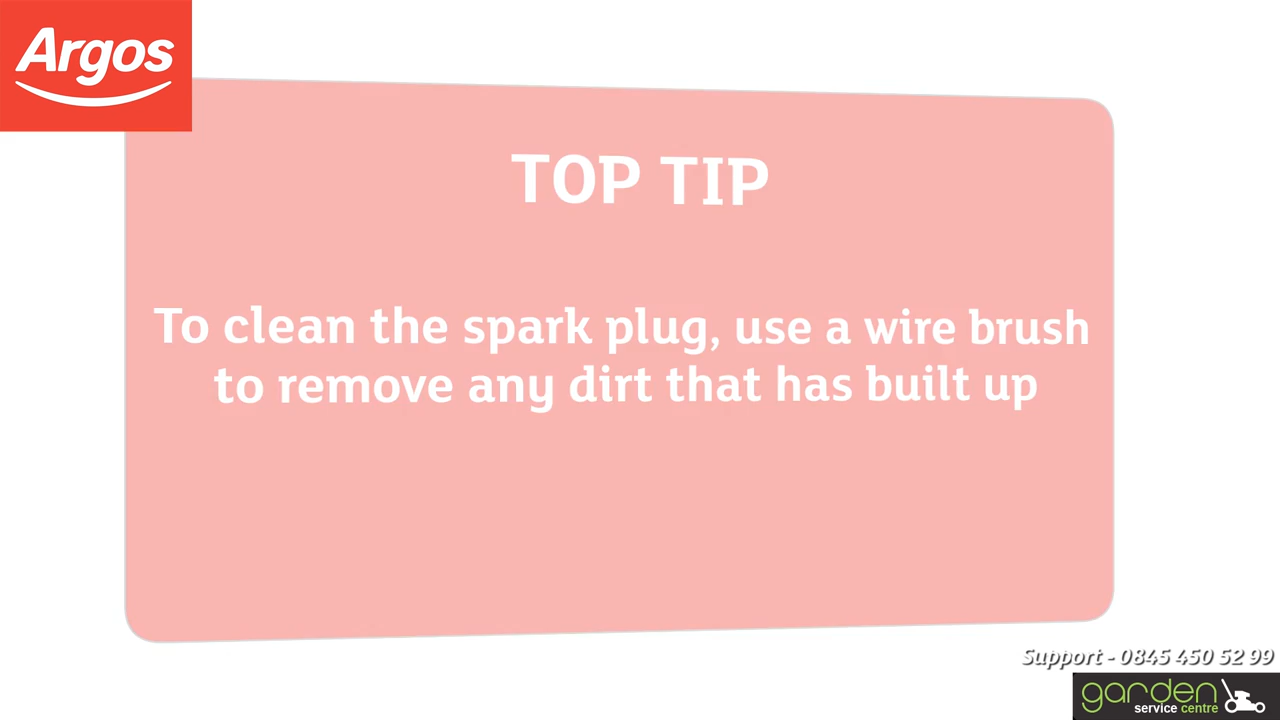 Argos
TOP TIP
To clean the spark plug, use a wire brush
to remove any dirt that has built up
Support - 0845 450 52 99
garden
service centre